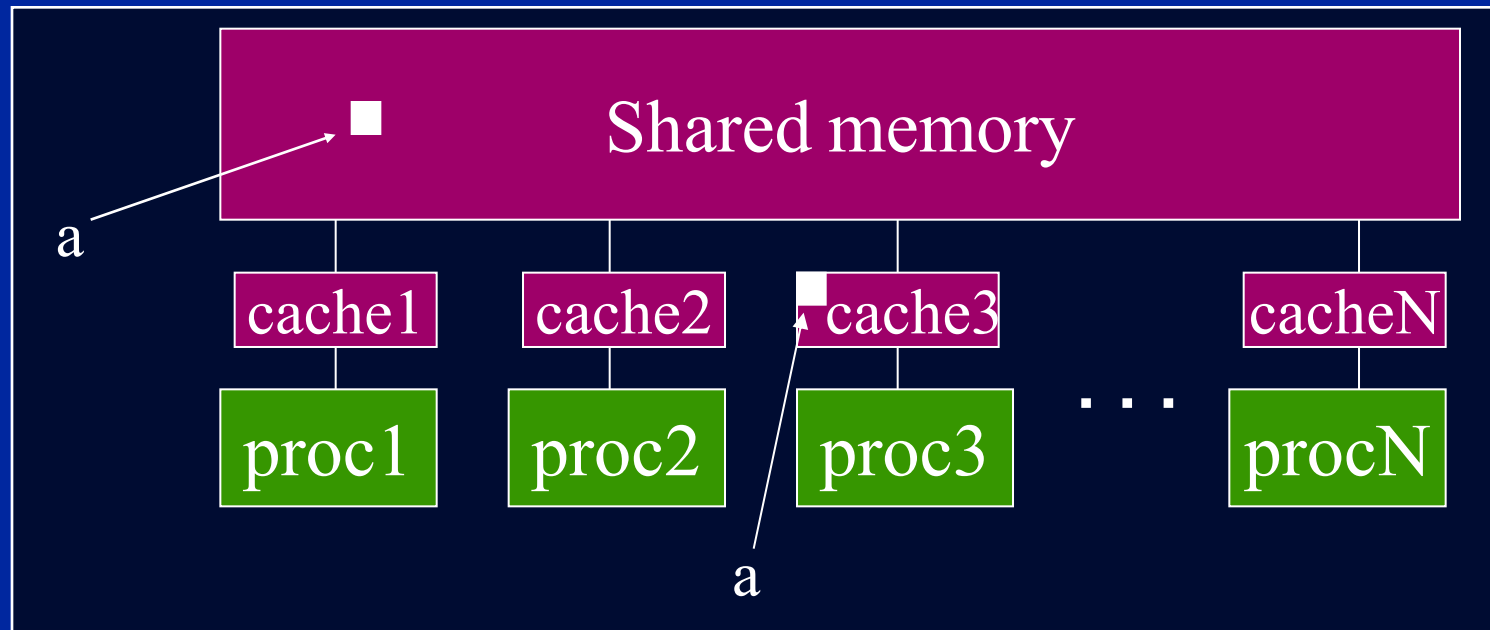 Shared memory
a
cache1 cache2 cache3 cacheN
proc1 proc2 proc3 . . . procN
a